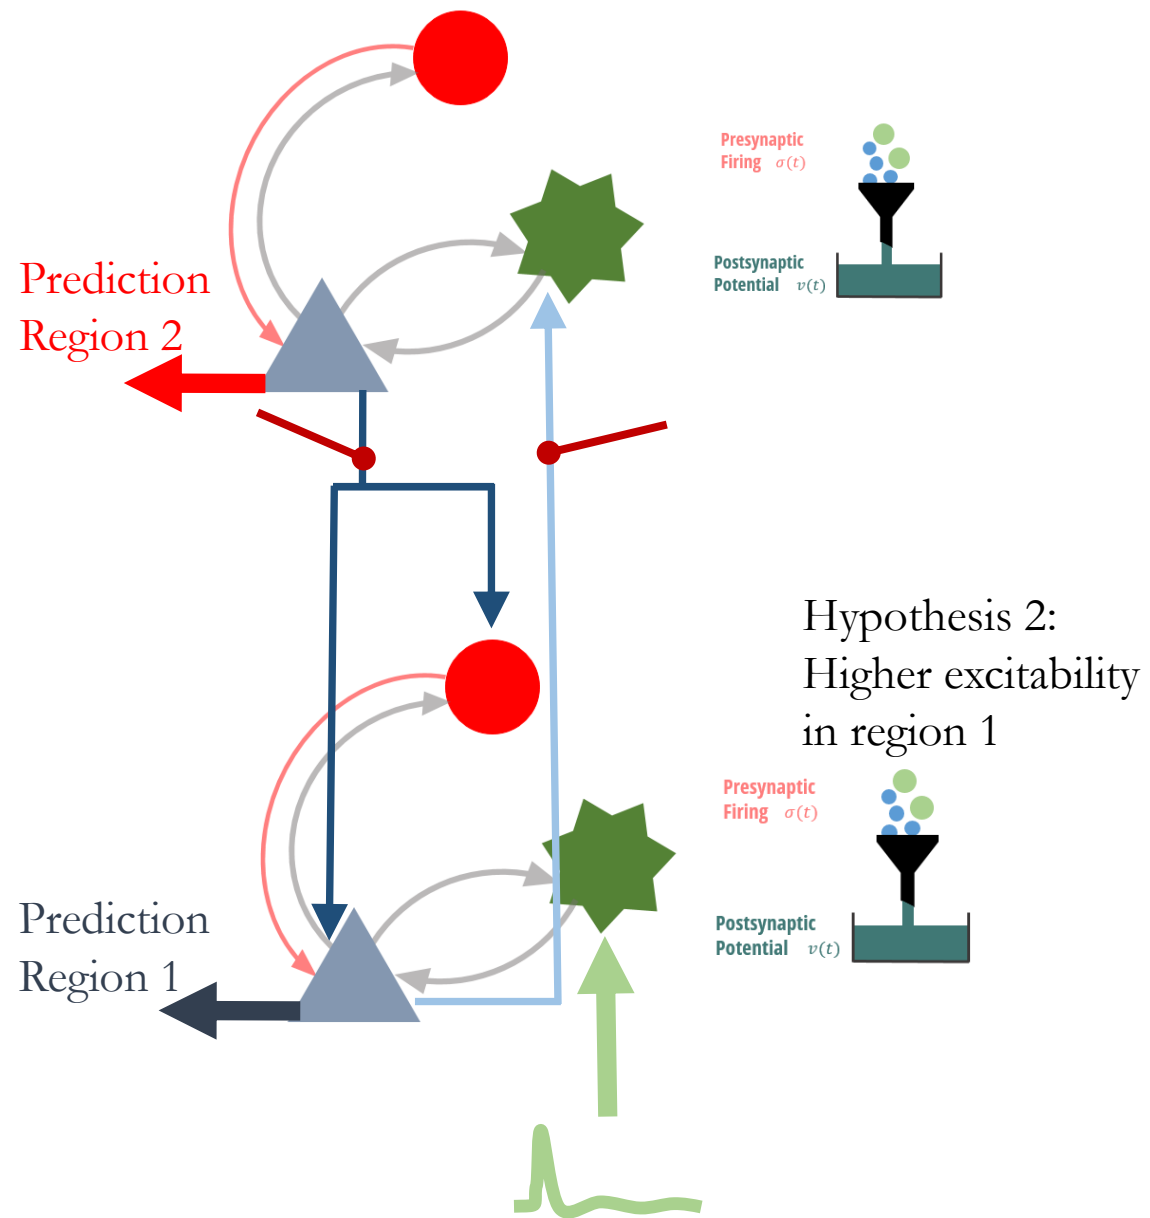 Presynaptic
Firing σ(t)
Prediction
Region 2
Postsynaptic
Potential v(t)
Hypothesis 2:
Higher excitability
in region 1
Presynaptic
Firing σ(t)
Prediction
Region 1
Postsynaptic
Potential v(t)